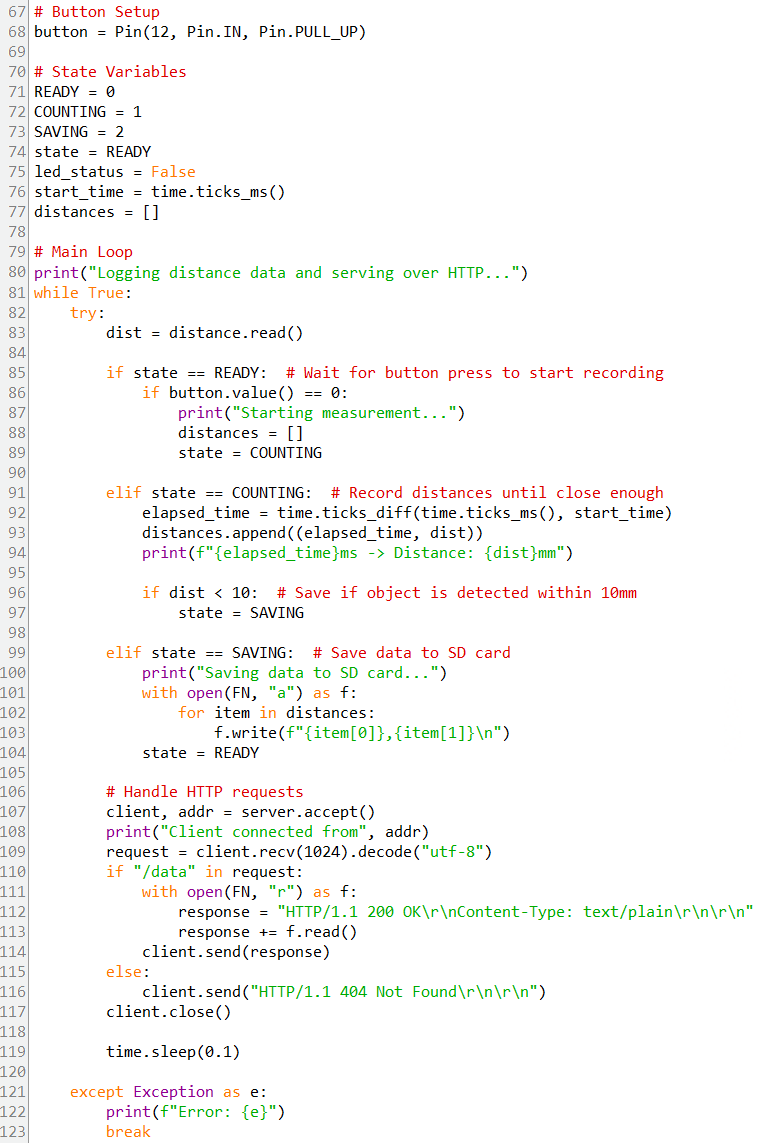 67 # Button Setup
68 button = Pin(12, Pin.IN, Pin.PULL_UP)
69
70 # State Variables
71 READY = 0
72 COUNTING = 1
73 SAVING = 2
74 state = READY
75 led_status = False
76 start_time = time.ticks_ms()
77 distances = []
78
79 # Main Loop
80 print("Logging distance data and serving over HTTP...")
81 while True:
82     try:
83         dist = distance.read()
84
85         if state == READY:  # Wait for button press to start recording
86             if button.value() == 0:
87                 print("Starting measurement...")
88                 distances = []
89                 state = COUNTING
90
91         elif state == COUNTING:  # Record distances until close enough
92             elapsed_time = time.ticks_diff(time.ticks_ms(), start_time)
93             distances.append((elapsed_time, dist))
94             print(f"{elapsed_time}ms -> Distance: {dist}mm")
95
96             if dist < 10:  # Save if object is detected within 10mm
97                 state = SAVING
98
99         elif state == SAVING:  # Save data to SD card
100             print("Saving data to SD card...")
101             with open(FN, "a") as f:
102                 for item in distances:
103                     f.write(f"{item[0]},{item[1]}\n")
104             state = READY
105
106         # Handle HTTP requests
107         client, addr = server.accept()
108         print("Client connected from", addr)
109         request = client.recv(1024).decode("utf-8")
110         if "/data" in request:
111             with open(FN, "r") as f:
112                 response = "HTTP/1.1 200 OK\r\nContent-Type: text/plain\r\n\r\n"
113                 response += f.read()
114             client.send(response)
115         else:
116             client.send("HTTP/1.1 404 Not Found\r\n\r\n")
117         client.close()
118
119         time.sleep(0.1)
120
121     except Exception as e:
122         print(f"Error: {e}")
123         break